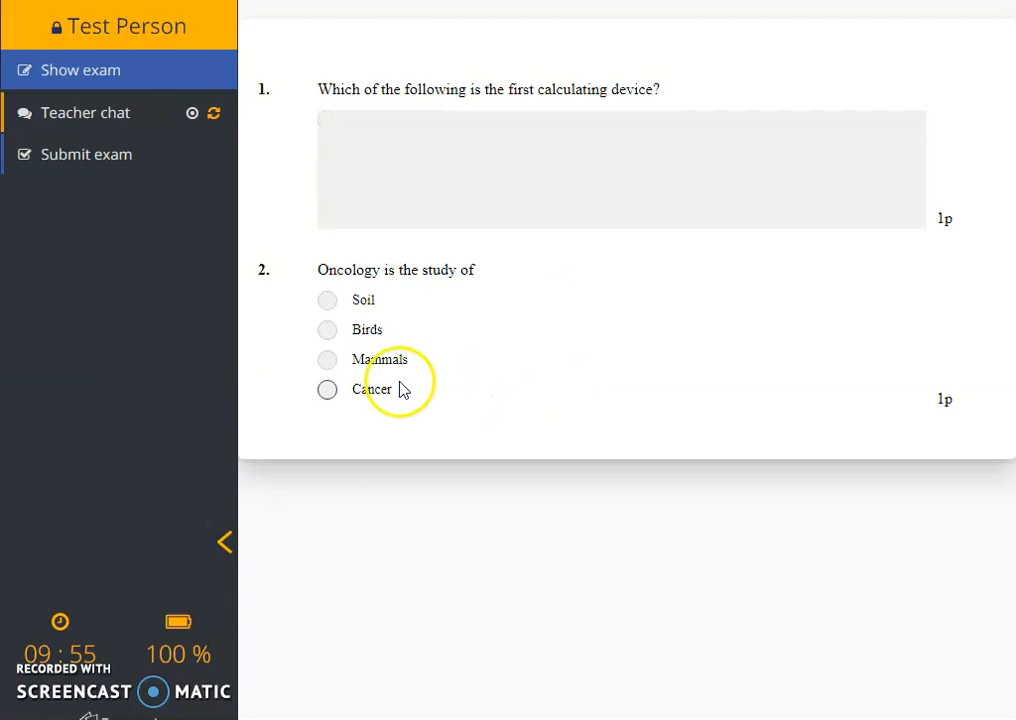 Test Person
Show exam
Teacher chat
Submit exam
1. Which of the following is the first calculating device?
1p
2. Oncology is the study of
Soil
Birds
Mammals
Cancer
1p
09 : 55
100 %
RECORDED WITH
SCREENCAST MATIC